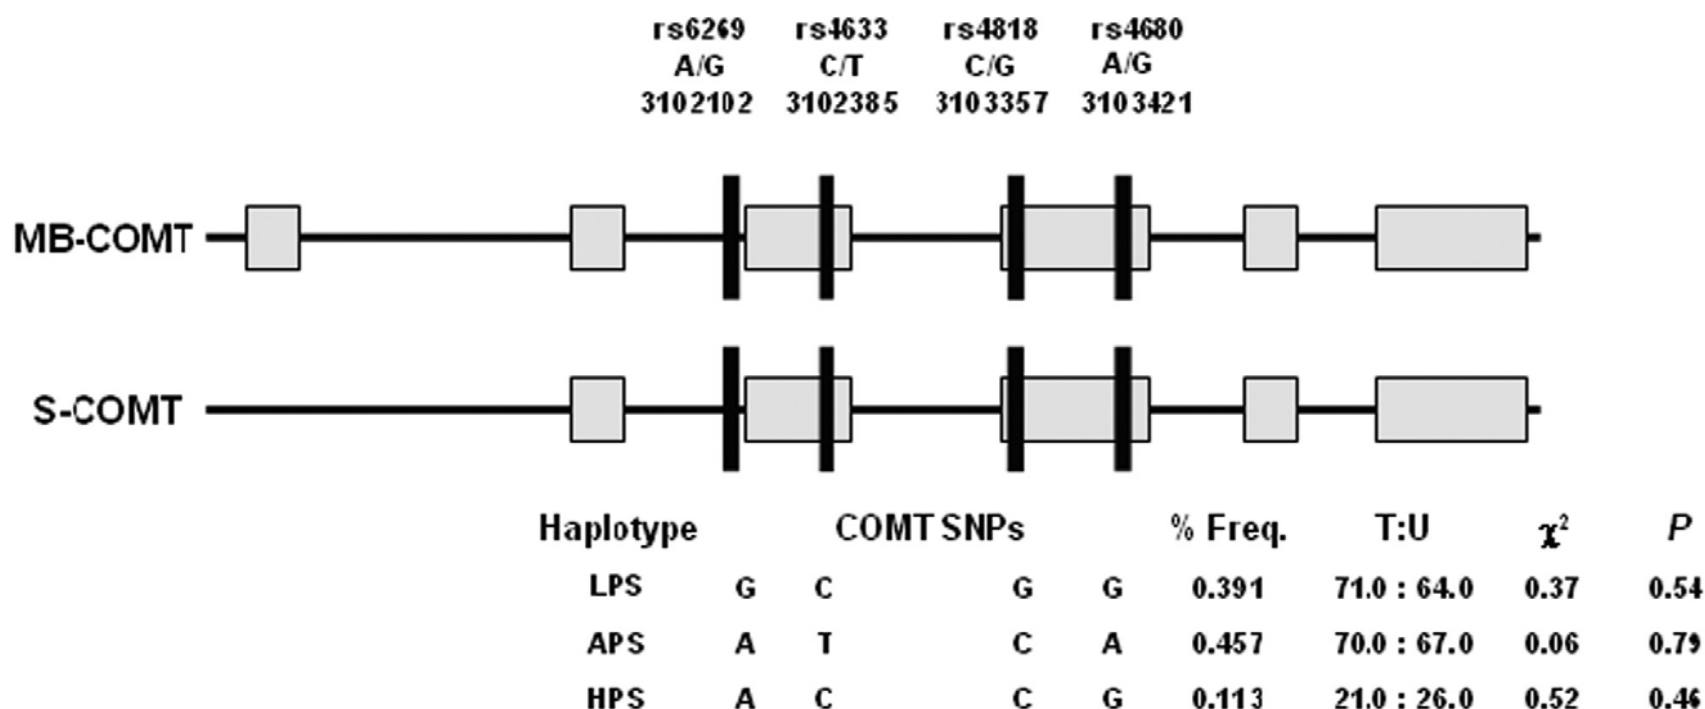 rs6269 rs4633 rs4818 rs4680
A/G C/T C/G A/G
3102102 3102385 3103357 3103421
MB-COMT
S-COMT
Haplotype COMT SNPs % Freq. T:U χ² P
LPS G C G G 0.391 71.0 : 64.0 0.37 0.54
APS A T C A 0.457 70.0 : 67.0 0.06 0.79
HPS A C C G 0.113 21.0 : 26.0 0.52 0.46